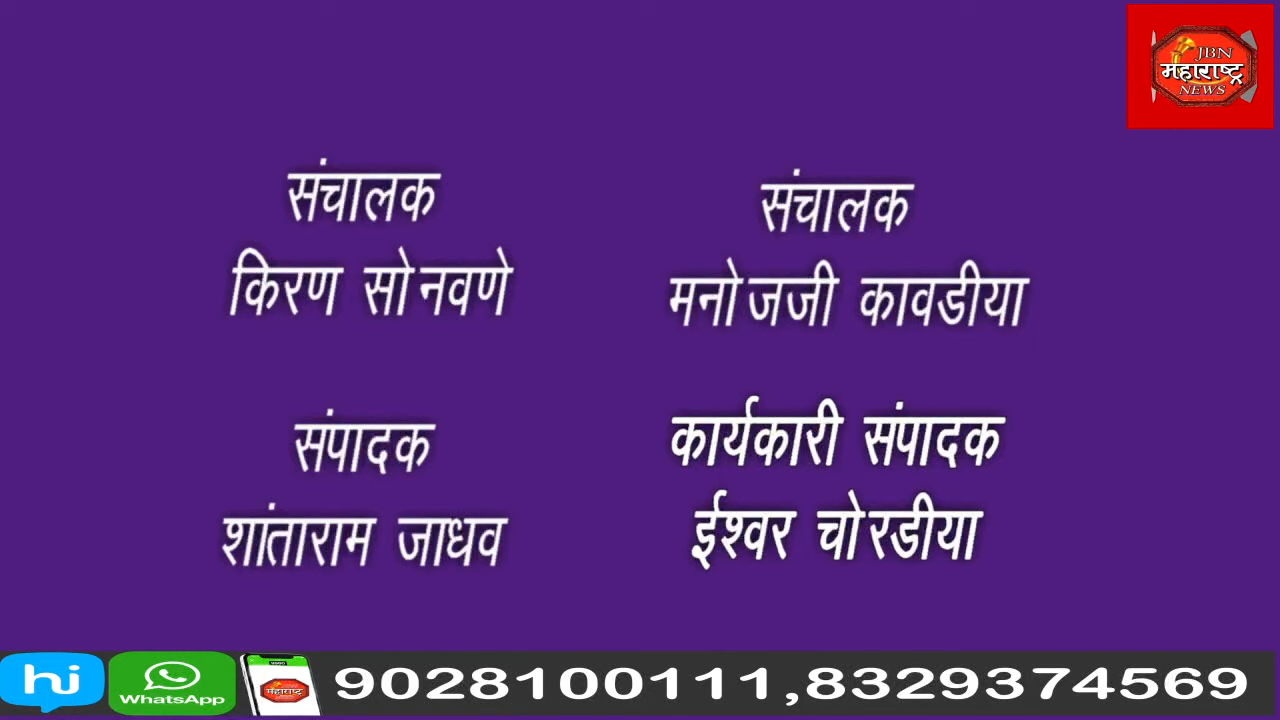 JBN
महाराष्ट्र
NEWS
संचालक
किरण सोनवणे
संचालक
मनोजजी कावडीया
संपादक
शांताराम जाधव
कार्यकारी संपादक
ईश्वर चोरडीया
hi
WhatsApp
महाराष्ट्र
9028100111,8329374569